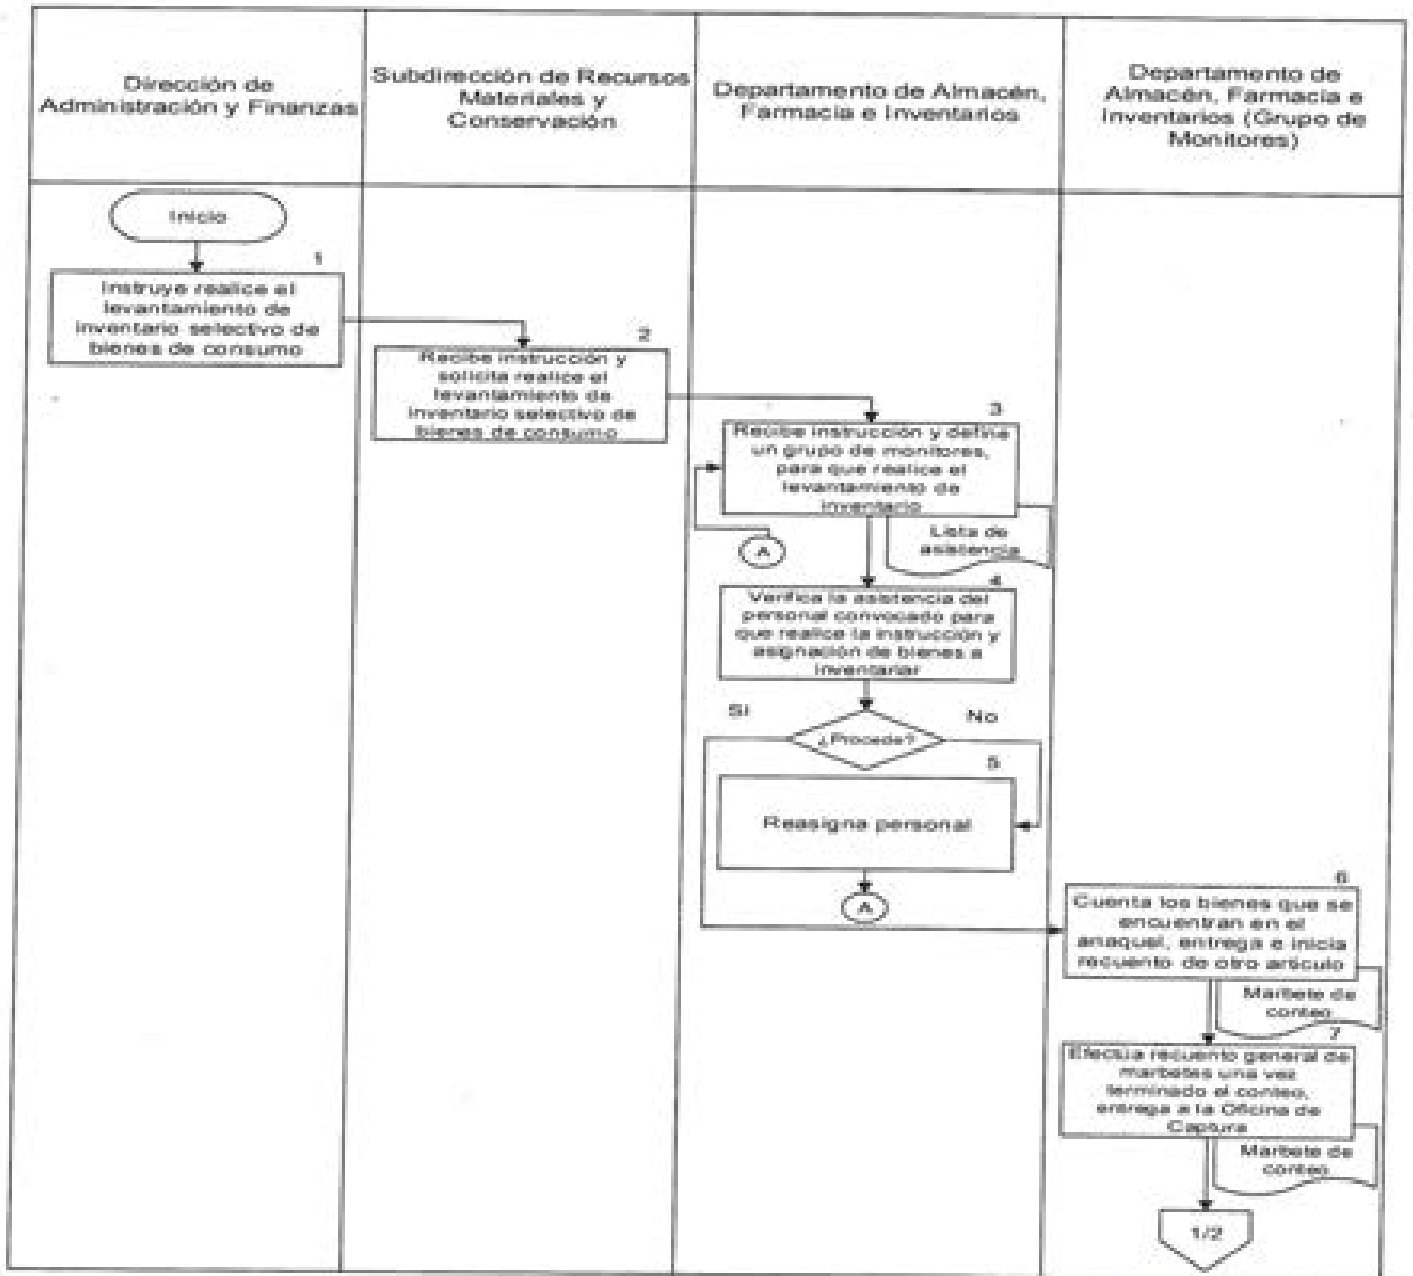 Dirección de
Administración y Finanzas
Subdirección de Recursos
Materiales y
Conservación
Departamento de Almacén,
Farmacia e Inventarios
Departamento de
Almacén, Farmacia e
Inventarios (Grupo de
Monitores)
Inicio
1
Instruye realice el
levantamiento de
inventario selectivo de
bienes de consumo
2
Recibe instrucción y
solicita realice el
levantamiento de
inventario selectivo de
bienes de consumo
3
Recibe instrucción y define
un grupo de monitores,
para que realice el
levantamiento de
inventario
Lista de
asistencia
A
4
Verifica la asistencia del
personal convocado para
que realice la instrucción y
asignación de bienes a
inventariar
Si
No
¿Procede?
5
Reasigna personal
A
6
Cuenta los bienes que se
encuentran en el
anaquel, entrega e inicia
recuento de otro articulo
Marbete de
conteo
7
Efectúa recuento general de
marbetes una vez
terminado el conteo,
entrega a la Oficina de
Captura
Marbete de
conteo
1/2